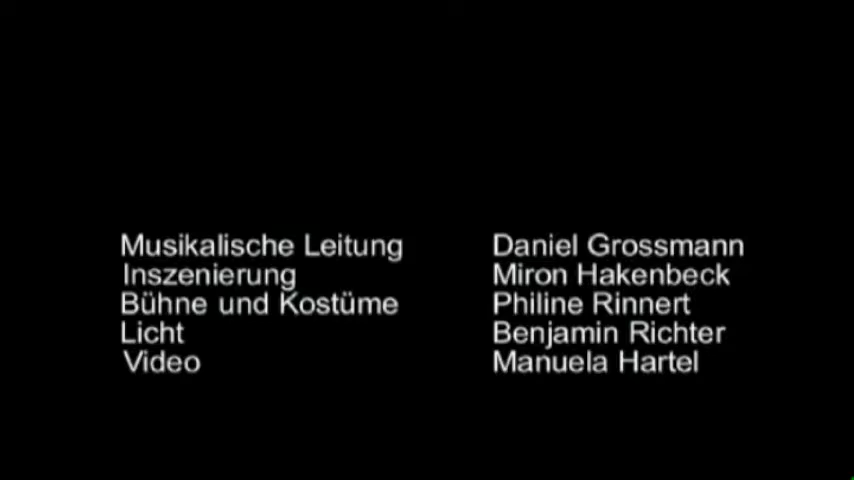 Musikalische Leitung Daniel Grossmann
Inszenierung Miron Hakenbeck
Bühne und Kostüme Philine Rinnert
Licht Benjamin Richter
Video Manuela Hartel